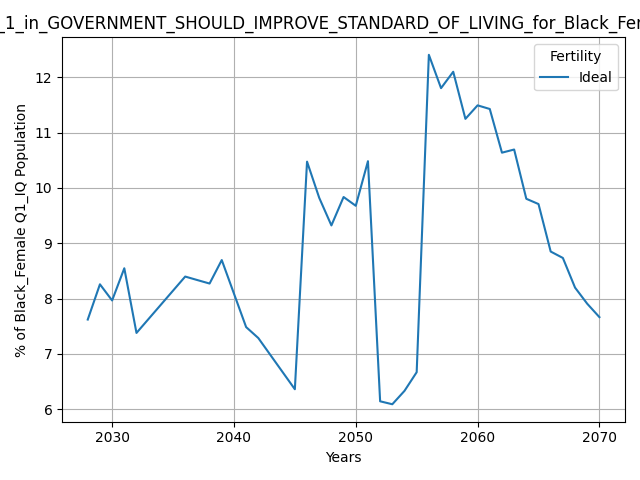 _1_in_GOVERNMENT_SHOULD_IMPROVE_STANDARD_OF_LIVING_for_Black_Fe
Fertility
Ideal
% of Black_Female Q1_IQ Population
12
11
10
9
8
7
6
2030 2040 2050 2060 2070
Years